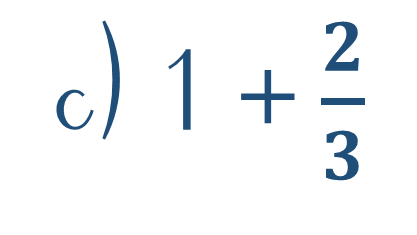 c) 1 + 2/3